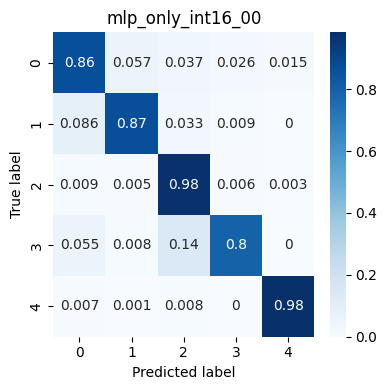 mlp_only_int16_00
0 0.86 0.057 0.037 0.026 0.015
1 0.086 0.87 0.033 0.009 0
2 0.009 0.005 0.98 0.006 0.003
3 0.055 0.008 0.14 0.8 0
4 0.007 0.001 0.008 0 0.98
0 1 2 3 4
True label
Predicted label
0.8
0.6
0.4
0.2
0.0